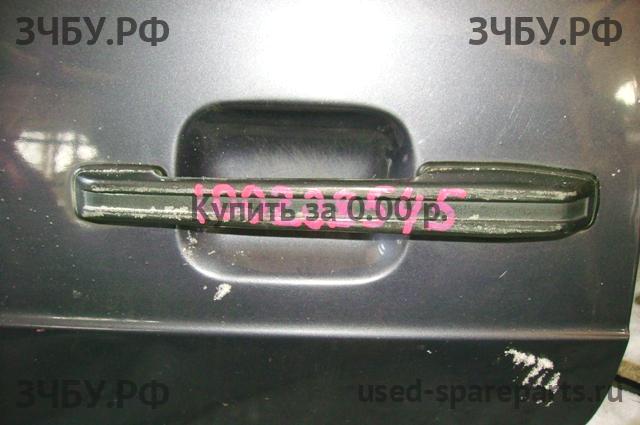 ЗЧБУ.РФ ЗЧБУ.РФ
Купить за 0.00 р.
ЗЧБУ.РФ used-spareparts.ru